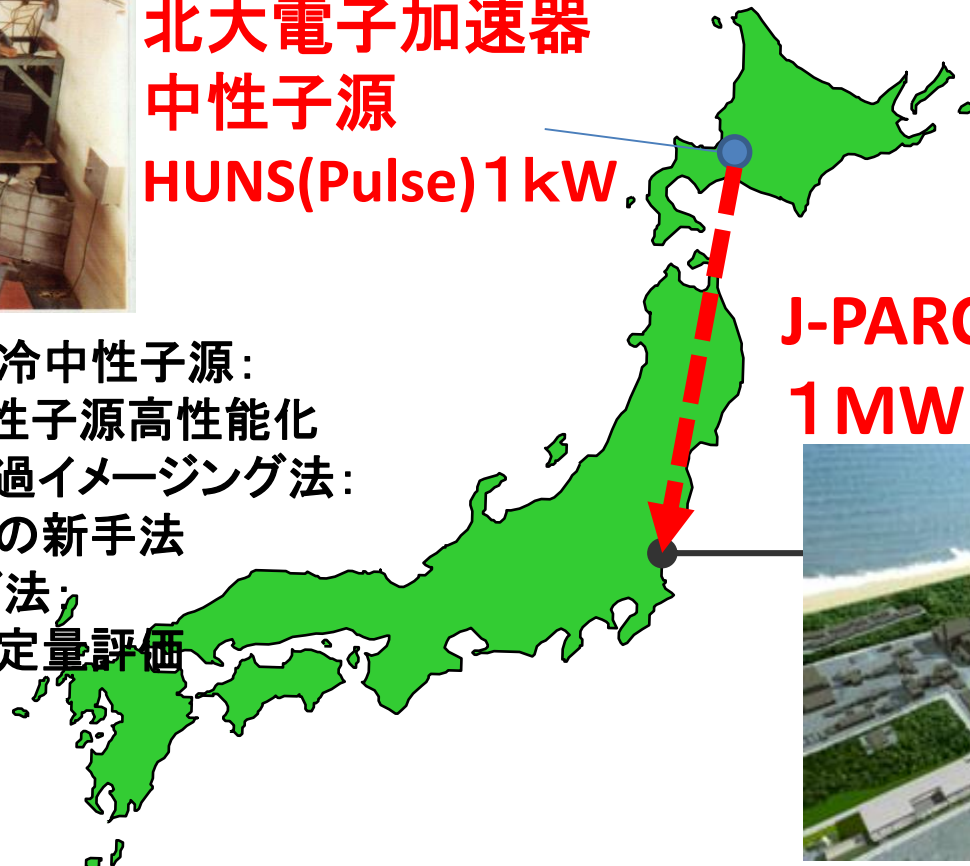 北大電子加速器
中性子源
HUNS(Pulse)1kW
J-PARC
1MW
冷中性子源：
性子源高性能化
過イメージング法：
の新手法
法：
定量評価